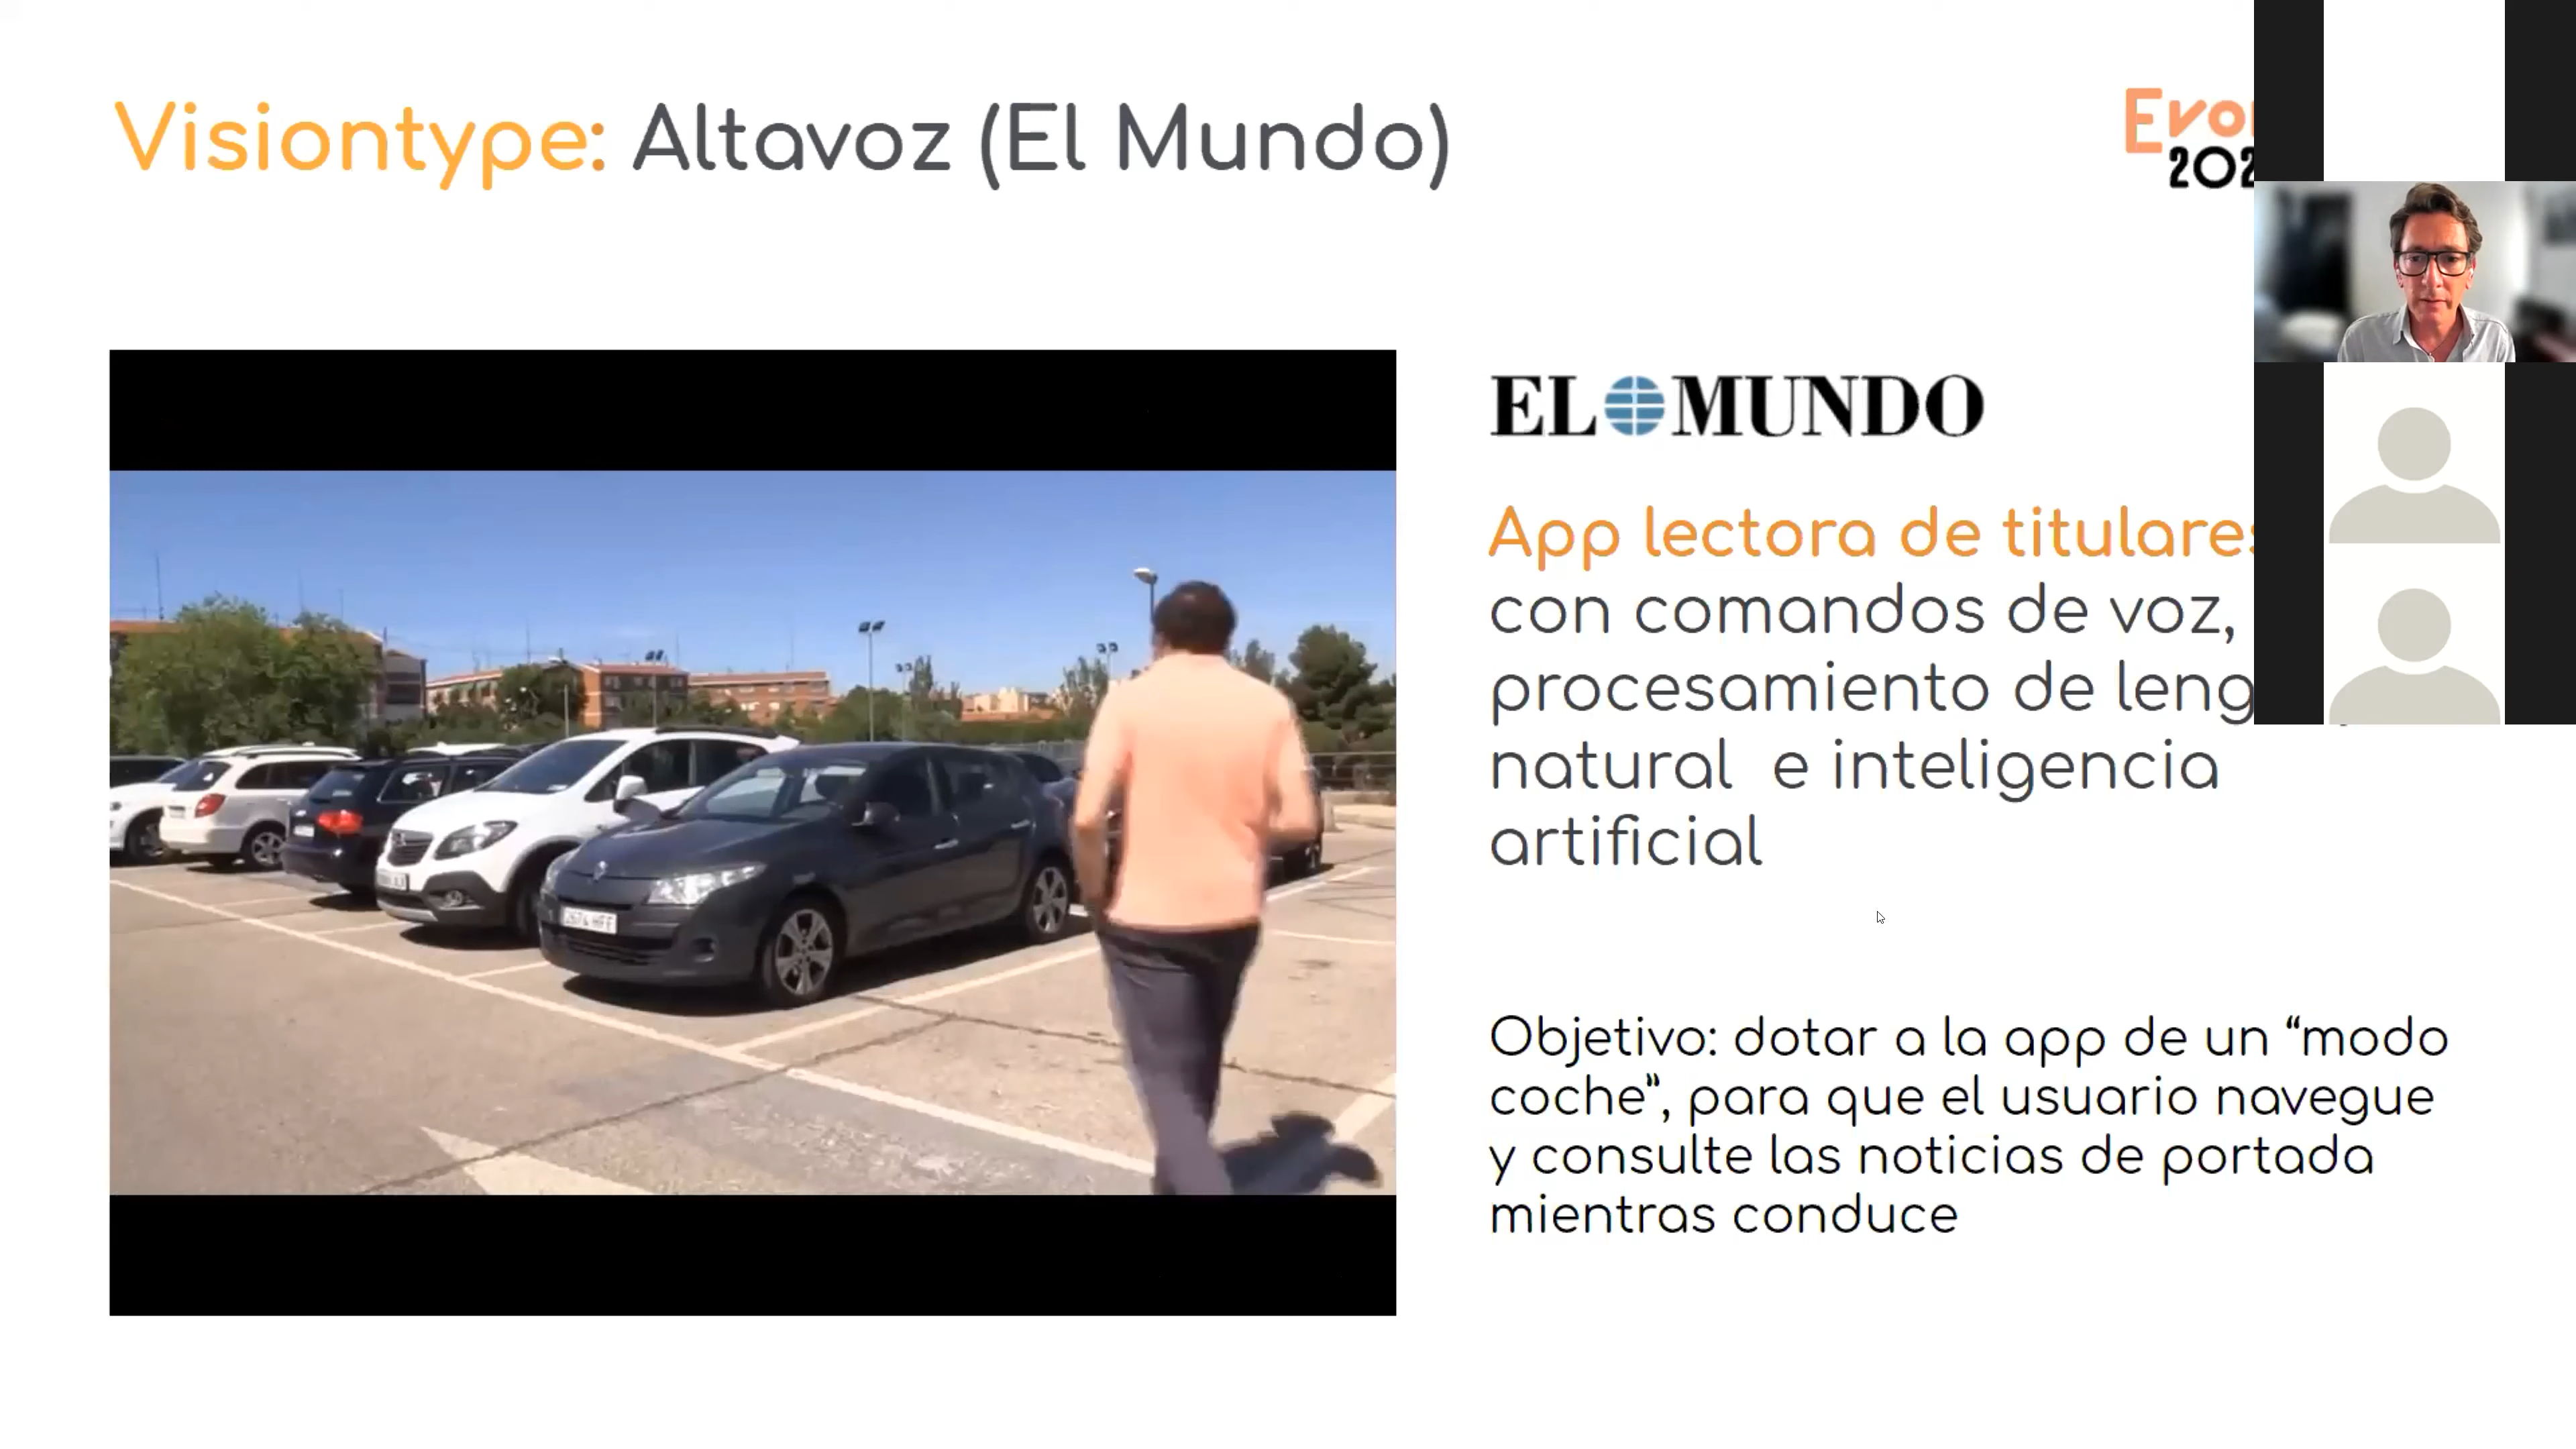 Visiontype: Altavoz (El Mundo)
EL MUNDO
App lectora de titulares
con comandos de voz,
procesamiento de
natural e inteligencia
artificial
Objetivo: dotar a la app de un “modo
coche”, para que el usuario navegue
y consulte las noticias de portada
mientras conduce